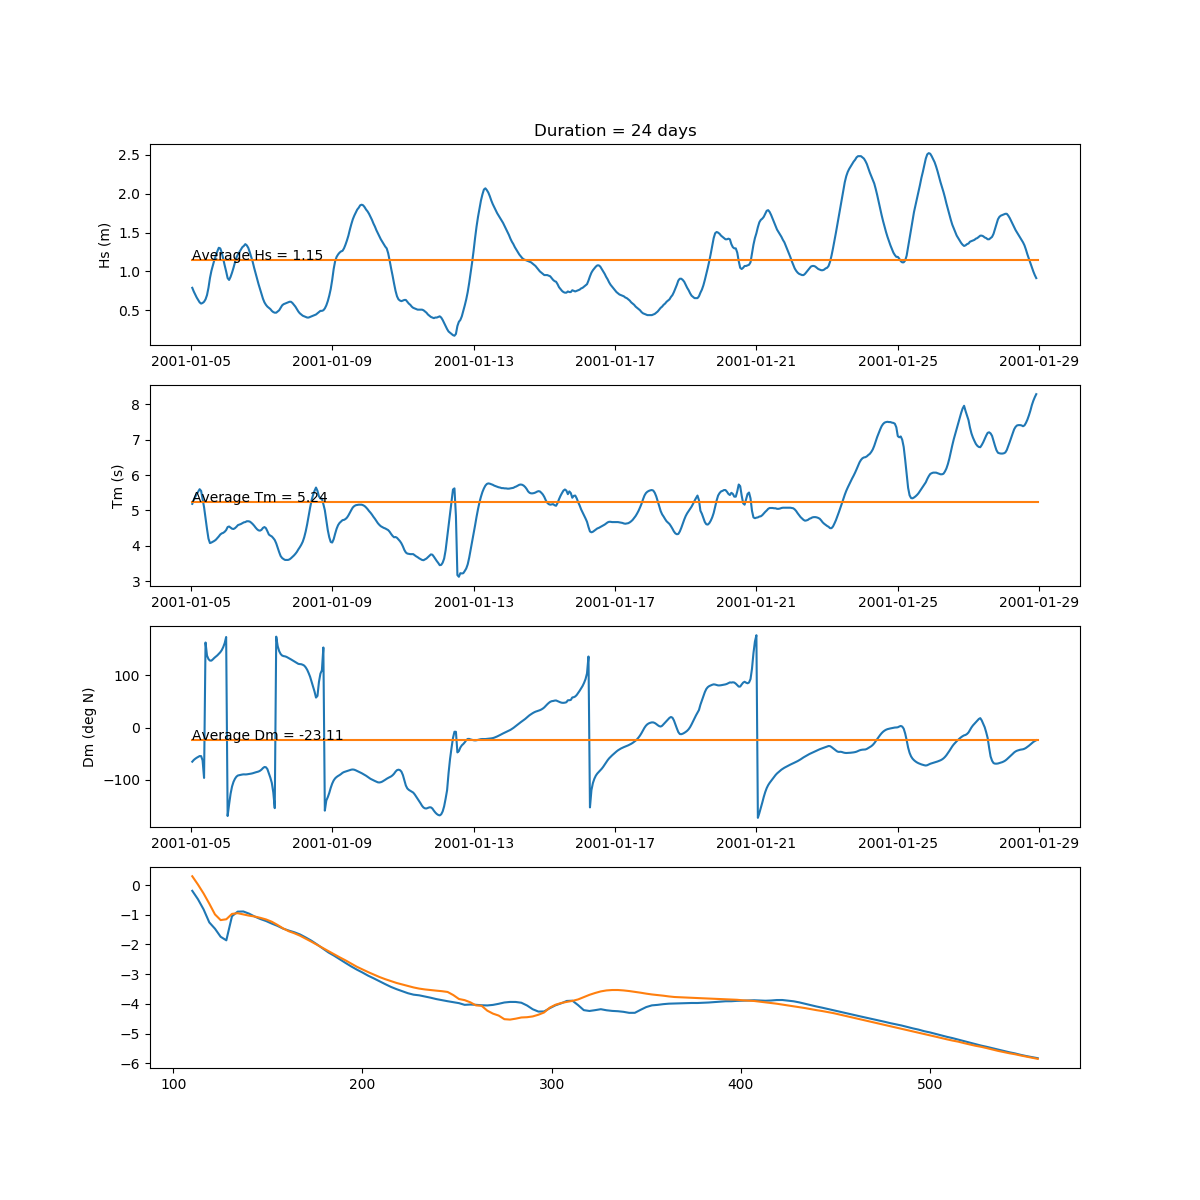 Duration = 24 days
2.5
2.0
1.5
1.0
0.5
Hs (m)
Average Hs = 1.15
2001-01-05 2001-01-09 2001-01-13 2001-01-17 2001-01-21 2001-01-25 2001-01-29
8
7
6
5
4
3
Tm (s)
Average Tm = 5.24
2001-01-05 2001-01-09 2001-01-13 2001-01-17 2001-01-21 2001-01-25 2001-01-29
100
0
−100
Dm (deg N)
Average Dm = -23.11
2001-01-05 2001-01-09 2001-01-13 2001-01-17 2001-01-21 2001-01-25 2001-01-29
0
−1
−2
−3
−4
−5
−6
100 200 300 400 500